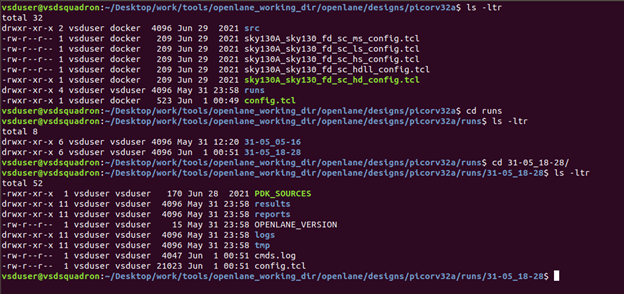 vsduser@vsdsquadron:~/Desktop/work/tools/openlane_working_dir/openlane/designs/picorv32a$ ls -ltr
total 32
drwxr-xr-x 2 vsduser docker  4096 Jun 29  2021 src
-rw-r--r-- 1 vsduser docker   209 Jun 29  2021 sky130A_sky130_fd_sc_ms_config.tcl
-rw-r--r-- 1 vsduser docker   209 Jun 29  2021 sky130A_sky130_fd_sc_ls_config.tcl
-rw-r--r-- 1 vsduser docker   209 Jun 29  2021 sky130A_sky130_fd_sc_hs_config.tcl
-rw-r--r-- 1 vsduser docker   209 Jun 29  2021 sky130A_sky130_fd_sc_hdll_config.tcl
-rwxr-xr-x 1 vsduser docker   209 Jun 29  2021 sky130A_sky130_fd_sc_hd_config.tcl
drwxr-xr-x 4 vsduser vsduser 4096 May 31 23:58 runs
-rwxr-xr-x 1 vsduser docker   523 Jun  1 00:49 config.tcl
vsduser@vsdsquadron:~/Desktop/work/tools/openlane_working_dir/openlane/designs/picorv32a$ cd runs
vsduser@vsdsquadron:~/Desktop/work/tools/openlane_working_dir/openlane/designs/picorv32a/runs$ ls -ltr
total 8
drwxr-xr-x 6 vsduser vsduser 4096 May 31 12:20 31-05_05-16
drwxr-xr-x 6 vsduser vsduser 4096 Jun  1 00:51 31-05_18-28
vsduser@vsdsquadron:~/Desktop/work/tools/openlane_working_dir/openlane/designs/picorv32a/runs$ cd 31-05_18-28/
vsduser@vsdsquadron:~/Desktop/work/tools/openlane_working_dir/openlane/designs/picorv32a/runs/31-05_18-28$ ls -ltr
total 52
-rwxr-xr-x  1 vsduser vsduser   170 Jun 28  2021 PDK_SOURCES
drwxr-xr-x 11 vsduser vsduser  4096 May 31 23:58 results
drwxr-xr-x 11 vsduser vsduser  4096 May 31 23:58 reports
-rw-r--r--  1 vsduser vsduser    15 May 31 23:58 OPENLANE_VERSION
drwxr-xr-x 11 vsduser vsduser  4096 May 31 23:58 logs
drwxr-xr-x 11 vsduser vsduser  4096 May 31 23:58 tmp
-rw-r--r--  1 vsduser vsduser  4047 Jun  1 00:51 cmds.log
-rw-r--r--  1 vsduser vsduser 21023 Jun  1 00:51 config.tcl
vsduser@vsdsquadron:~/Desktop/work/tools/openlane_working_dir/openlane/designs/picorv32a/runs/31-05_18-28$